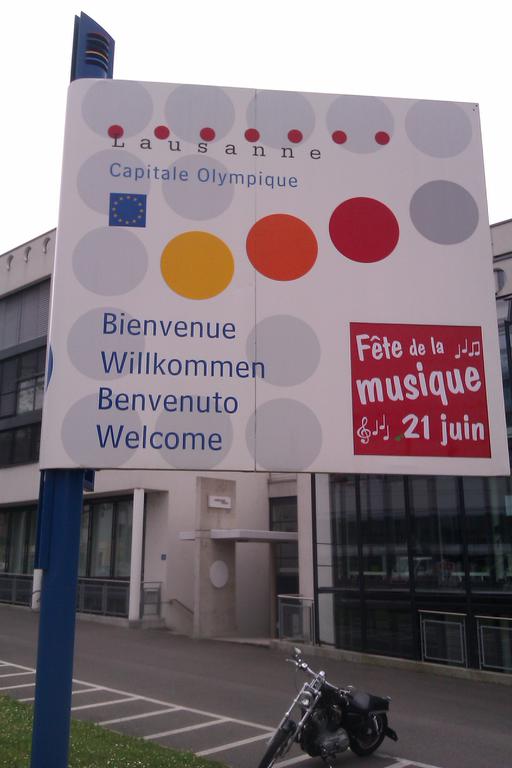 Lausanne
Capitale Olympique
Bienvenue
Willkommen
Benvenuto
Welcome
Fête de la
musique
21 juin